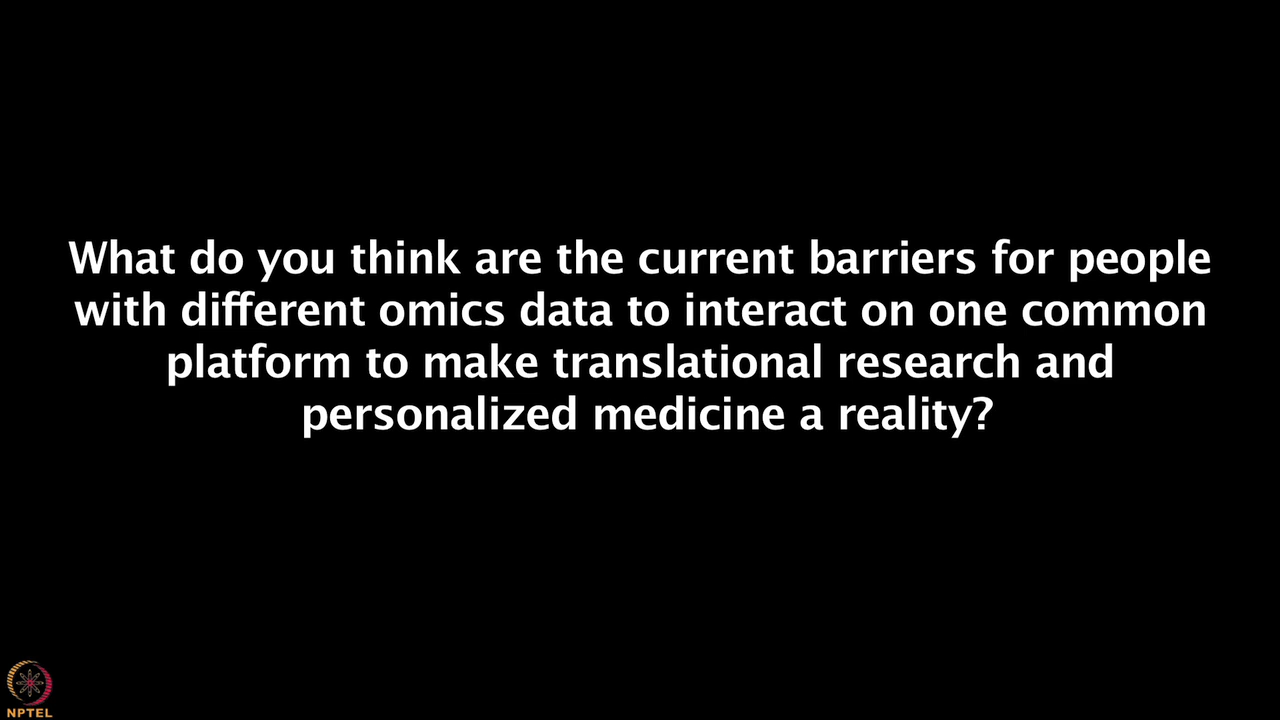 What do you think are the current barriers for people
with different omics data to interact on one common
platform to make translational research and
personalized medicine a reality?
NPTEL